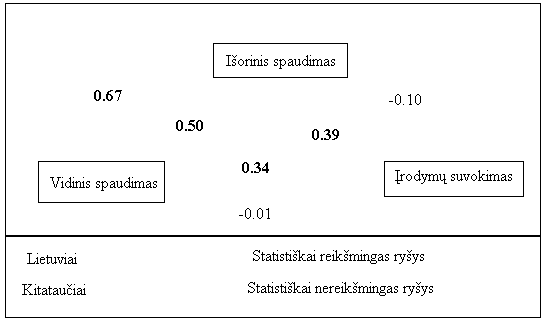 Išorinis spaudimas
0.67
-0.10
0.50
0.39
0.34
Vidinis spaudimas
Įrodymų suvokimas
-0.01
Lietuviai
Statistiškai reikšmingas ryšys
Kitataučiai
Statistiškai nereikšmingas ryšys